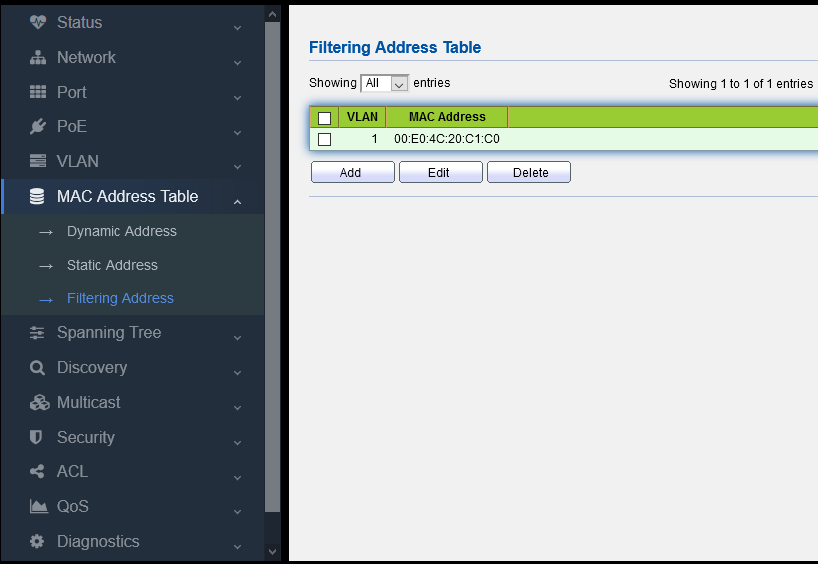 Status
Network
Port
PoE
VLAN
MAC Address Table
→ Dynamic Address
→ Static Address
→ Filtering Address
Spanning Tree
Discovery
Multicast
Security
ACL
QoS
Diagnostics
Filtering Address Table
Showing All entries Showing 1 to 1 of 1 entries
VLAN MAC Address
1 00:E0:4C:20:C1:C0
Add Edit Delete